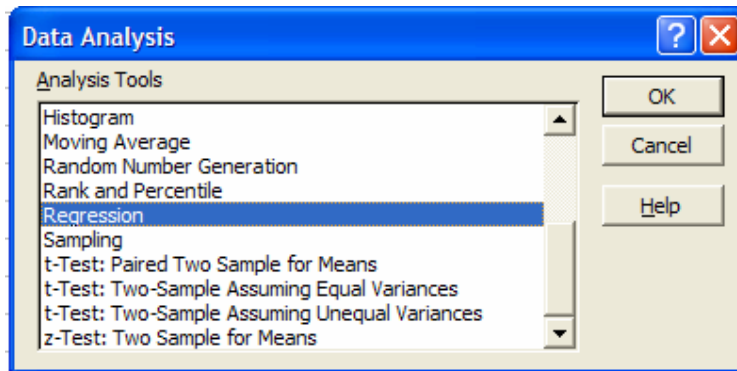 Data Analysis
Analysis Tools
Histogram
Moving Average
Random Number Generation
Rank and Percentile
Regression
Sampling
t-Test: Paired Two Sample for Means
t-Test: Two-Sample Assuming Equal Variances
t-Test: Two-Sample Assuming Unequal Variances
z-Test: Two Sample for Means
OK
Cancel
Help